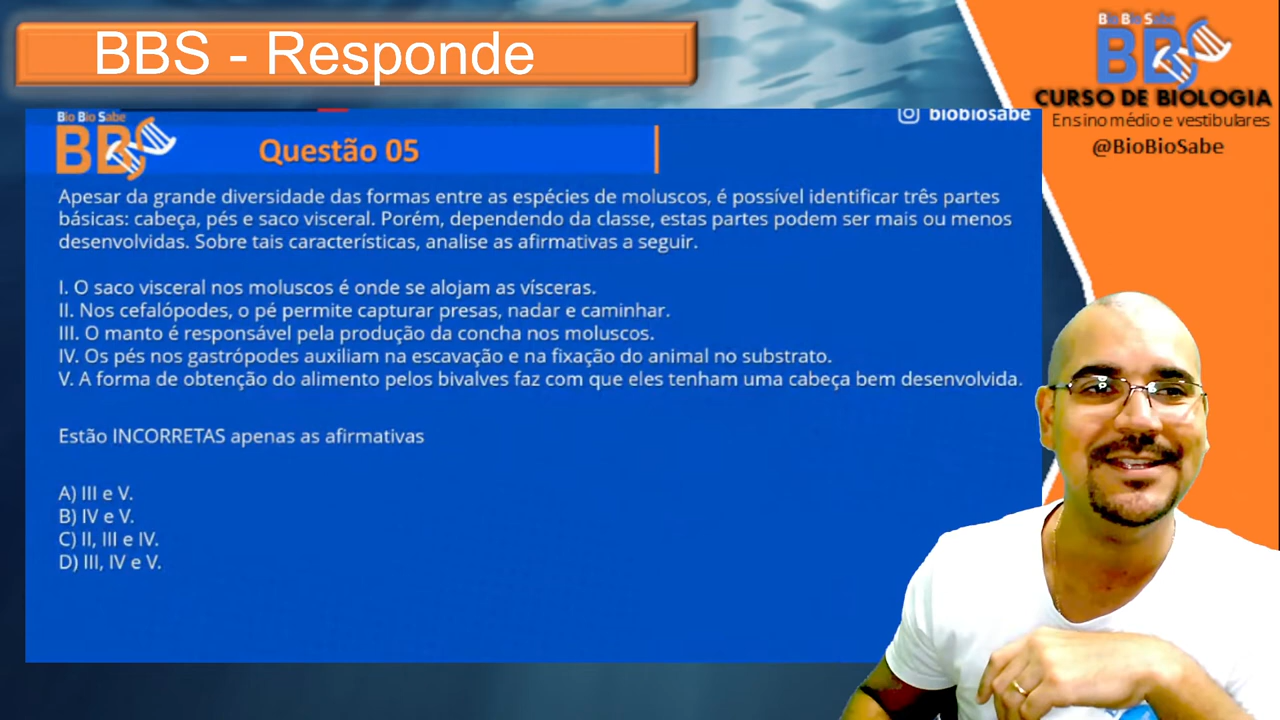 BBS - Responde
Bio Bio Sabe
BBS
CURSO DE BIOLOGIA
Ensino médio e vestibulares
@BioBioSabe
Bio Bio Sabe
BBS
biobiosabe
Questão 05
Apesar da grande diversidade das formas entre as espécies de moluscos, é possível identificar três partes
básicas: cabeça, pés e saco visceral. Porém, dependendo da classe, estas partes podem ser mais ou menos
desenvolvidas. Sobre tais características, analise as afirmativas a seguir.
I. O saco visceral nos moluscos é onde se alojam as vísceras.
II. Nos cefalópodes, o pé permite capturar presas, nadar e caminhar.
III. O manto é responsável pela produção da concha nos moluscos.
IV. Os pés nos gastrópodes auxiliam na escavação e na fixação do animal no substrato.
V. A forma de obtenção do alimento pelos bivalves faz com que eles tenham uma cabeça bem desenvolvida.
Estão INCORRETAS apenas as afirmativas
A) III e V.
B) IV e V.
C) II, III e IV.
D) III, IV e V.